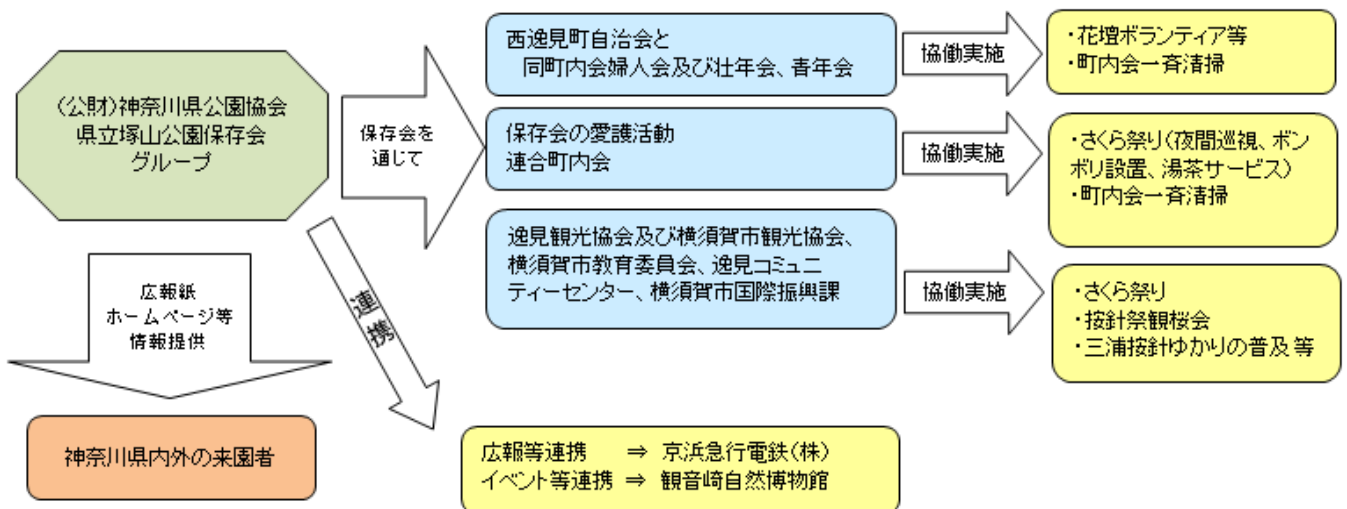 (公財)神奈川県公園協会
県立塚山公園保存会
グループ
保存会を
通じて
西逸見町自治会と
同町内会婦人会及び壮年会、青年会
協働実施
・花壇ボランティア等
・町内会一斉清掃
保存会の愛護活動
連合町内会
協働実施
・さくら祭り(夜間巡視、ボン
ボリ設置、湯茶サービス)
・町内会一斉清掃
逸見観光協会及び横須賀市観光協会、
横須賀市教育委員会、逸見コミュニ
ティーセンター、横須賀市国際振興課
協働実施
・さくら祭り
・按針祭観桜会
・三浦按針ゆかりの普及等
広報紙
ホームページ等
情報提供
連携
神奈川県内外の来園者
広報等連携 ⇒ 京浜急行電鉄(株)
イベント等連携 ⇒ 観音崎自然博物館